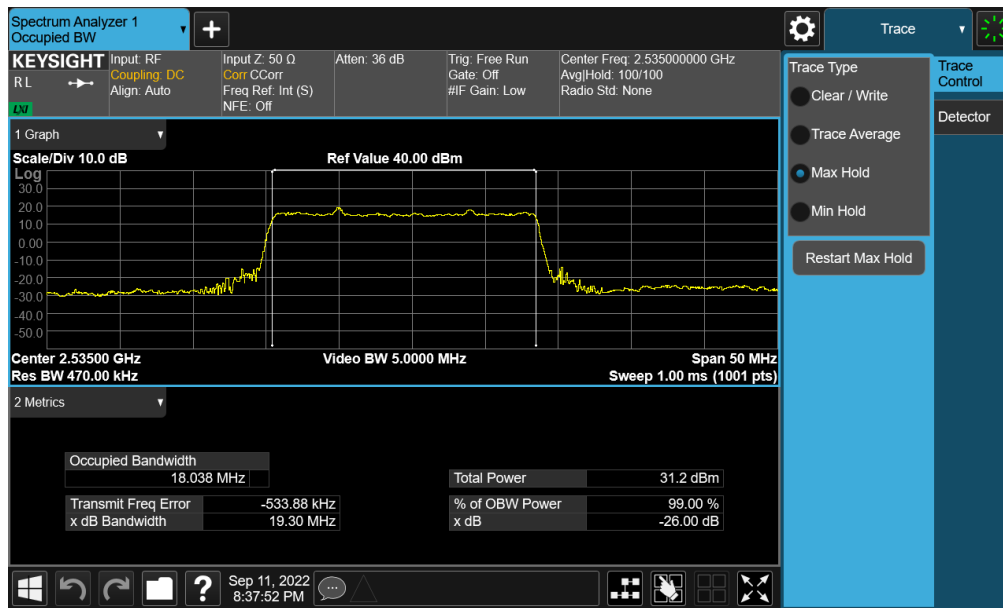 Spectrum Analyzer 1
Occupied BW
+
Trace
KEYSIGHT
RL
LXI
Input: RF
Coupling: DC
Align: Auto
Input Z: 50 Ω
Corr CCorr
Freq Ref: Int (S)
NFE: Off
Atten: 36 dB
Trig: Free Run
Gate: Off
#IF Gain: Low
Center Freq: 2.535000000 GHz
Avg|Hold: 100/100
Radio Std: None
1 Graph
Scale/Div 10.0 dB
Ref Value 40.00 dBm
Log
30.0
20.0
10.0
0.00
-10.0
-20.0
-30.0
-40.0
-50.0
Center 2.53500 GHz
Video BW 5.0000 MHz
Span 50 MHz
Res BW 470.00 kHz
Sweep 1.00 ms (1001 pts)
2 Metrics
Occupied Bandwidth
18.038 MHz
Transmit Freq Error -533.88 kHz
x dB Bandwidth 19.30 MHz
Total Power 31.2 dBm
% of OBW Power 99.00 %
x dB -26.00 dB
Trace Type
Clear / Write
Trace Average
Max Hold
Min Hold
Restart Max Hold
Trace
Control
Detector
?
Sep 11, 2022
8:37:52 PM